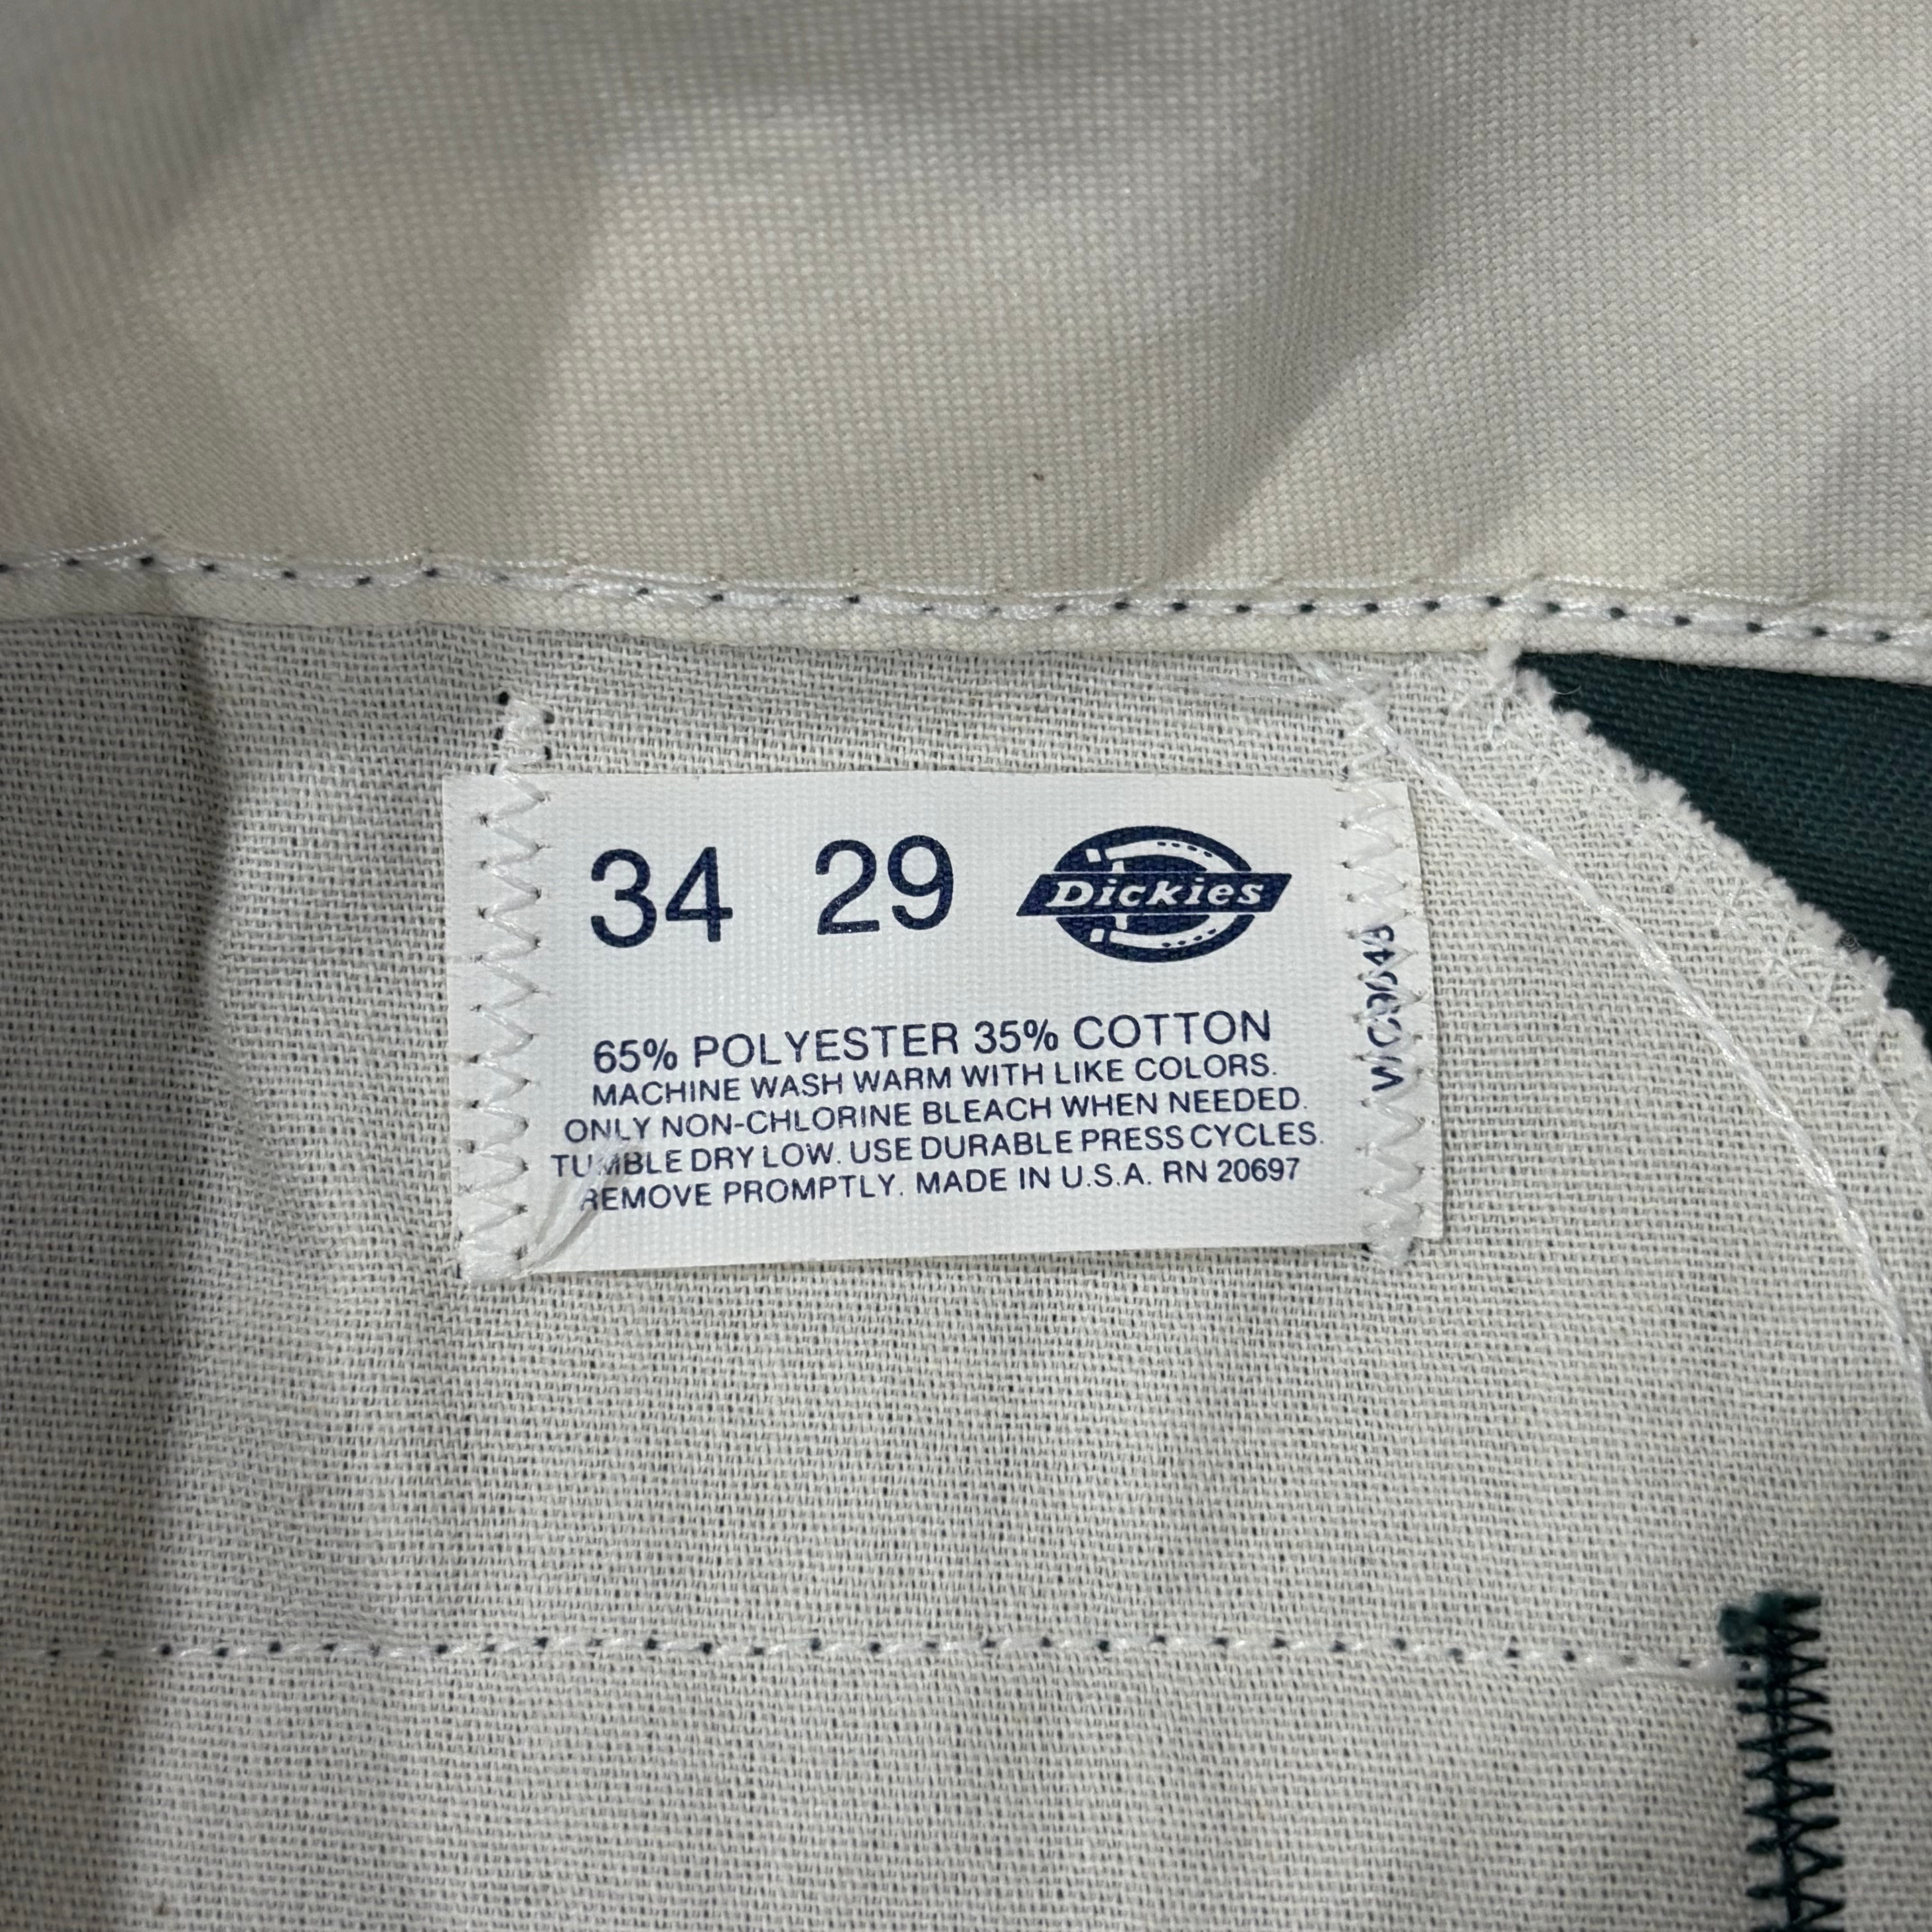 34 29 Dickies
65% POLYESTER 35% COTTON
MACHINE WASH WARM WITH LIKE COLORS.
ONLY NON-CHLORINE BLEACH WHEN NEEDED.
TUMBLE DRY LOW. USE DURABLE PRESS CYCLES.
REMOVE PROMPTLY. MADE IN U.S.A. RN 20697